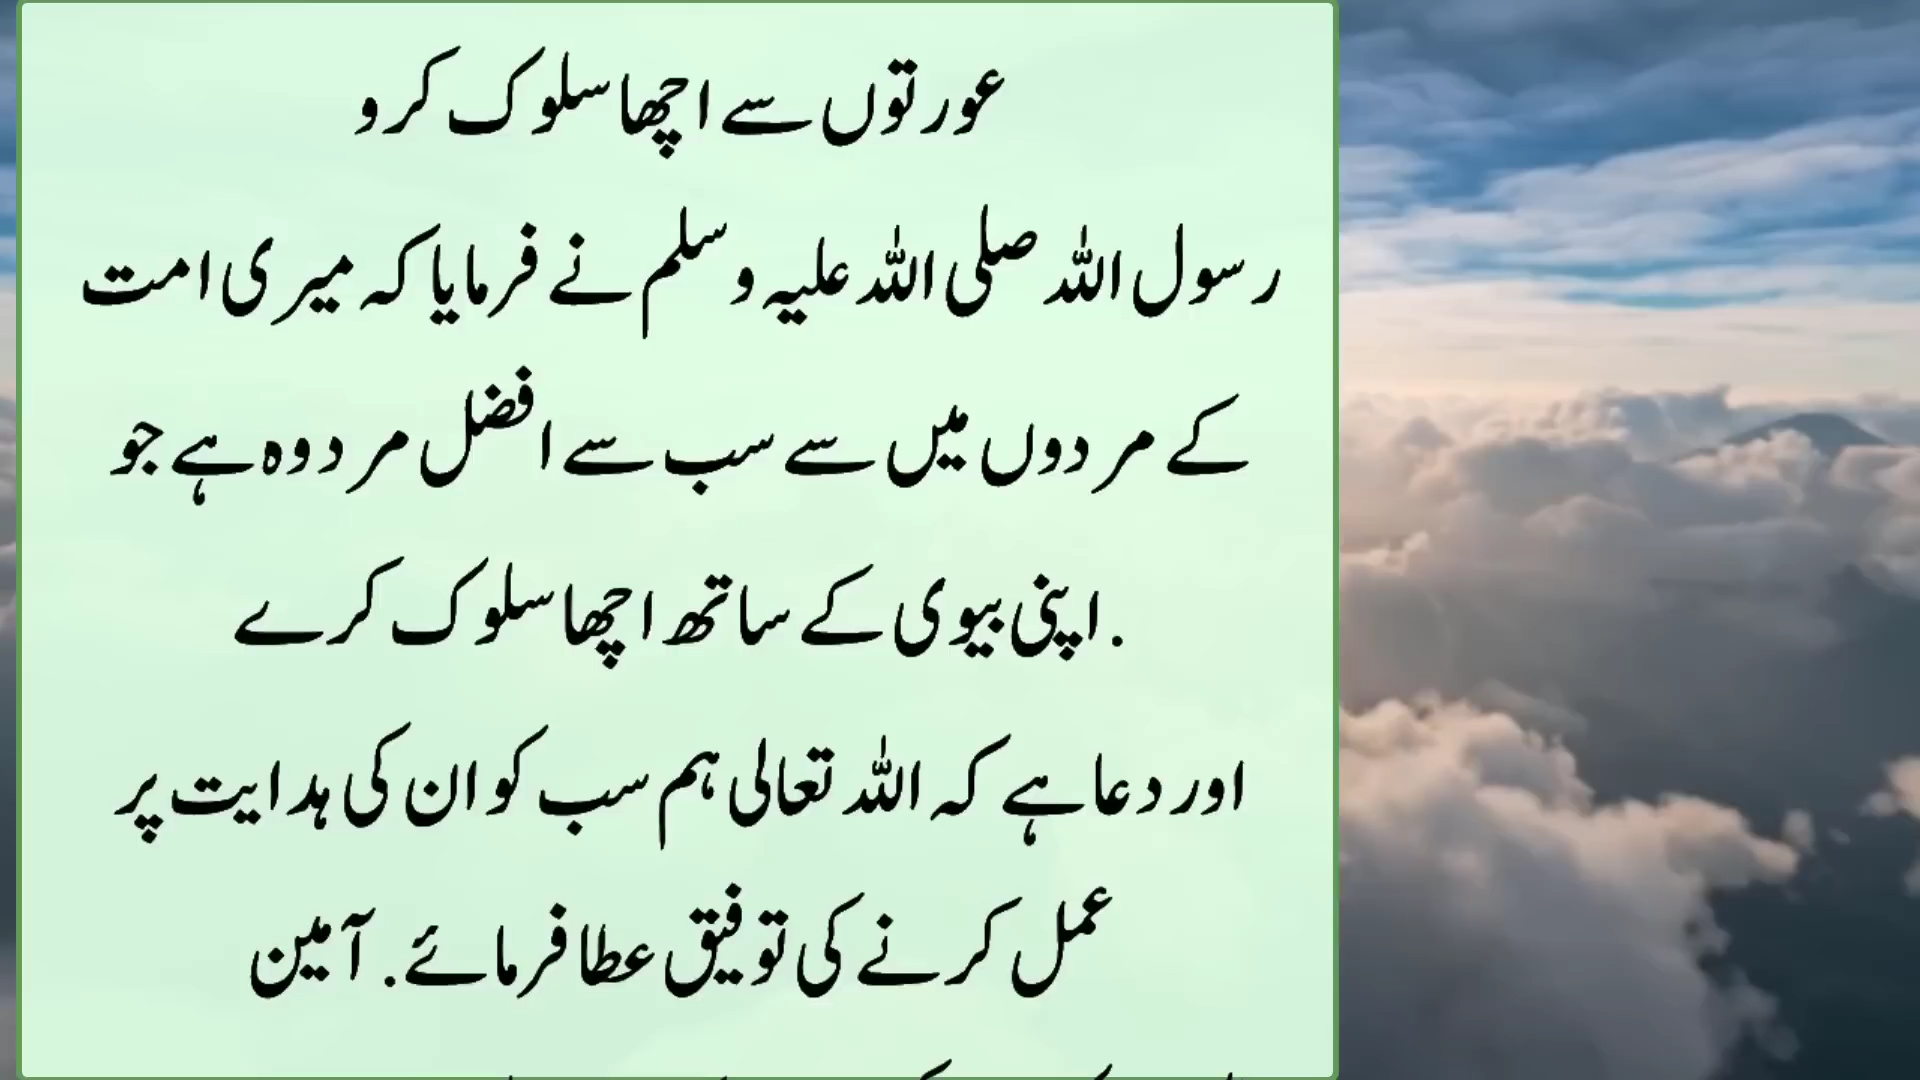 عورتوں سے اچھا سلوک کرو
رسول اللہ صلی اللہ علیہ وسلم نے فرمایا کہ میری امت
کے مردوں میں سے سب سے افضل مرد وہ ہے جو
اپنی بیوی کے ساتھ اچھا سلوک کرے.
اور دعا ہے کہ اللہ تعالی ہم سب کو ان کی ہدایت پر
عمل کرنے کی توفیق عطا فرمائے. آمین